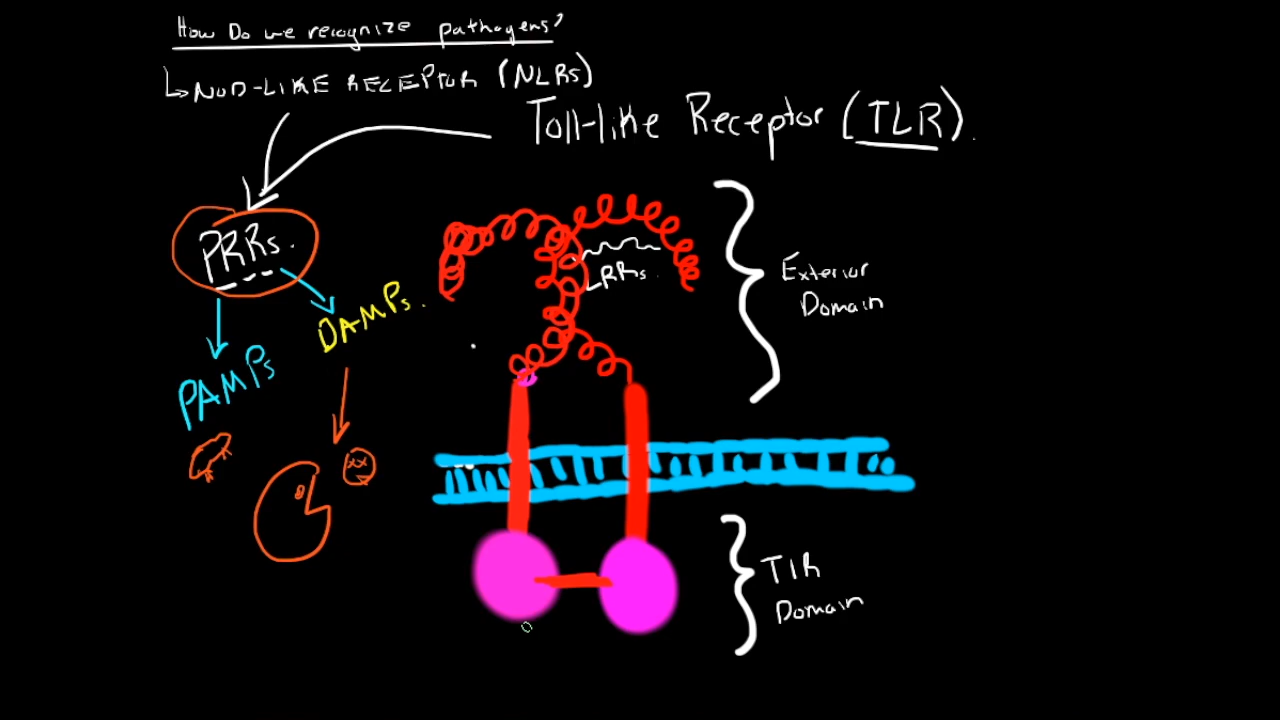 How Do we recognize pathogens?
↳ NOD-LIKE RECEPTOR (NLRs)
Toll-like Receptor (TLR).
PRRs.
DAMPs.
PAMPs
LRRs
Exterior
Domain
xx
TIR
Domain